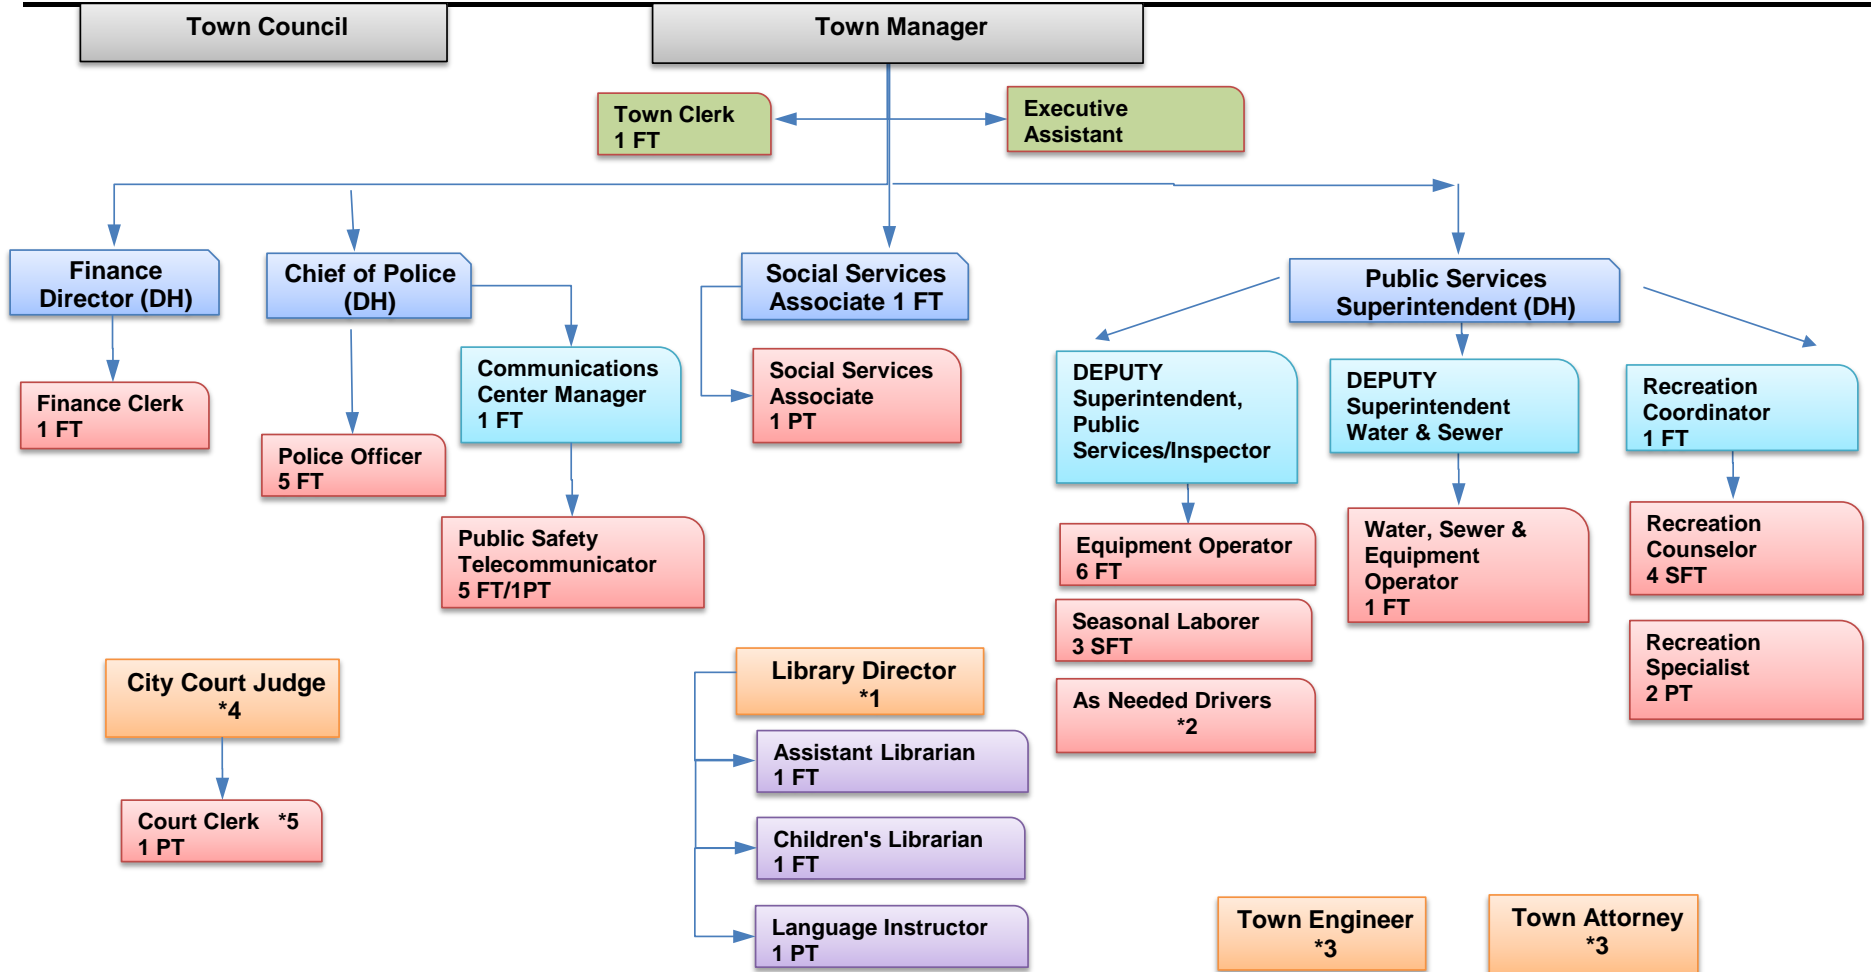 Town Council
Town Manager
Town Clerk
1 FT
Executive
Assistant
Finance
Director (DH)
Chief of Police
(DH)
Social Services
Associate 1 FT
Public Services
Superintendent (DH)
Finance Clerk
1 FT
Police Officer
5 FT
Communications
Center Manager
1 FT
Public Safety
Telecommunicator
5 FT/1PT
Social Services
Associate
1 PT
DEPUTY
Superintendent,
Public
Services/Inspector
DEPUTY
Superintendent
Water & Sewer
Recreation
Coordinator
1 FT
Equipment Operator
6 FT
Seasonal Laborer
3 SFT
As Needed Drivers
*2
Water, Sewer &
Equipment
Operator
1 FT
Recreation
Counselor
4 SFT
Recreation
Specialist
2 PT
City Court Judge
*4
Court Clerk *5
1 PT
Library Director
*1
Assistant Librarian
1 FT
Children's Librarian
1 FT
Language Instructor
1 PT
Town Engineer
*3
Town Attorney
*3